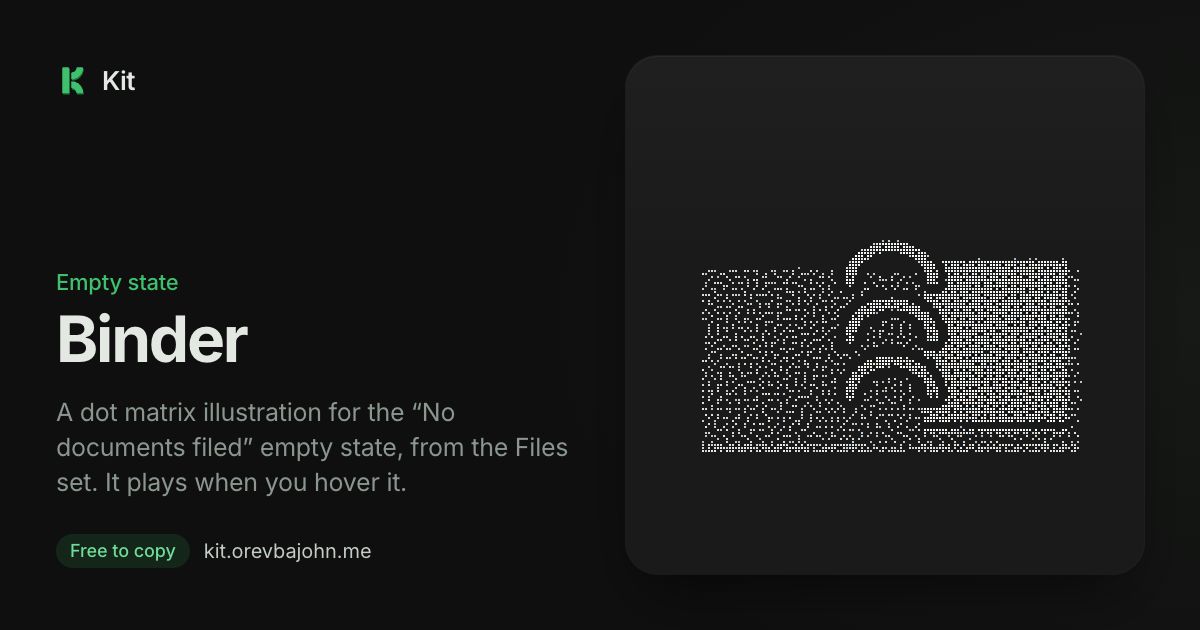 Kit
Empty state
Binder
A dot matrix illustration for the “No
documents filed” empty state, from the Files
set. It plays when you hover it.
Free to copy
kit.orevbajohn.me